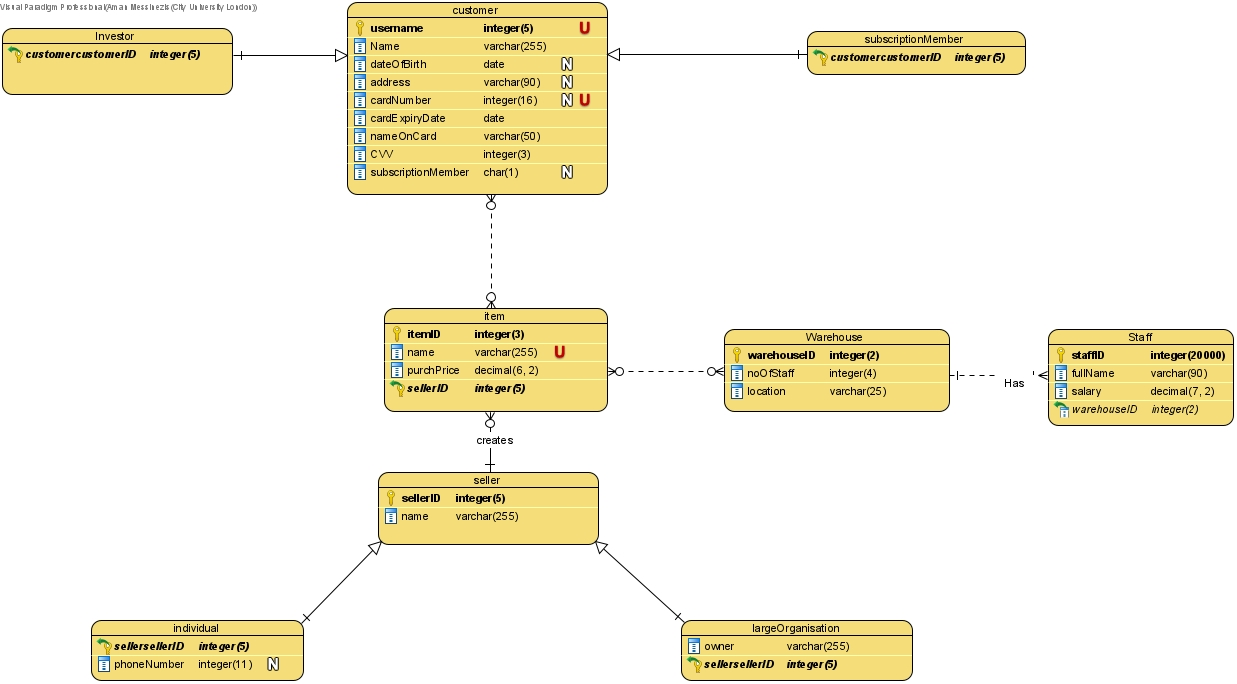 Visual Paradigm Professional(Aman Messinezis(City University London))
customer
username integer(5) U
Name varchar(255)
dateOfBirth date N
address varchar(90) N
cardNumber integer(16) N U
cardExpiryDate date
nameOnCard varchar(50)
CVV integer(3)
subscriptionMember char(1) N
Investor
customercustomerID integer(5)
subscriptionMember
customercustomerID integer(5)
item
itemID integer(3)
name varchar(255) U
purchPrice decimal(6, 2)
sellerID integer(5)
Warehouse
warehouseID integer(2)
noOfStaff integer(4)
location varchar(25)
Has
Staff
staffID integer(20000)
fullName varchar(90)
salary decimal(7, 2)
warehouseID integer(2)
creates
seller
sellerID integer(5)
name varchar(255)
individual
sellersellerID integer(5)
phoneNumber integer(11) N
largeOrganisation
owner varchar(255)
sellersellerID integer(5)